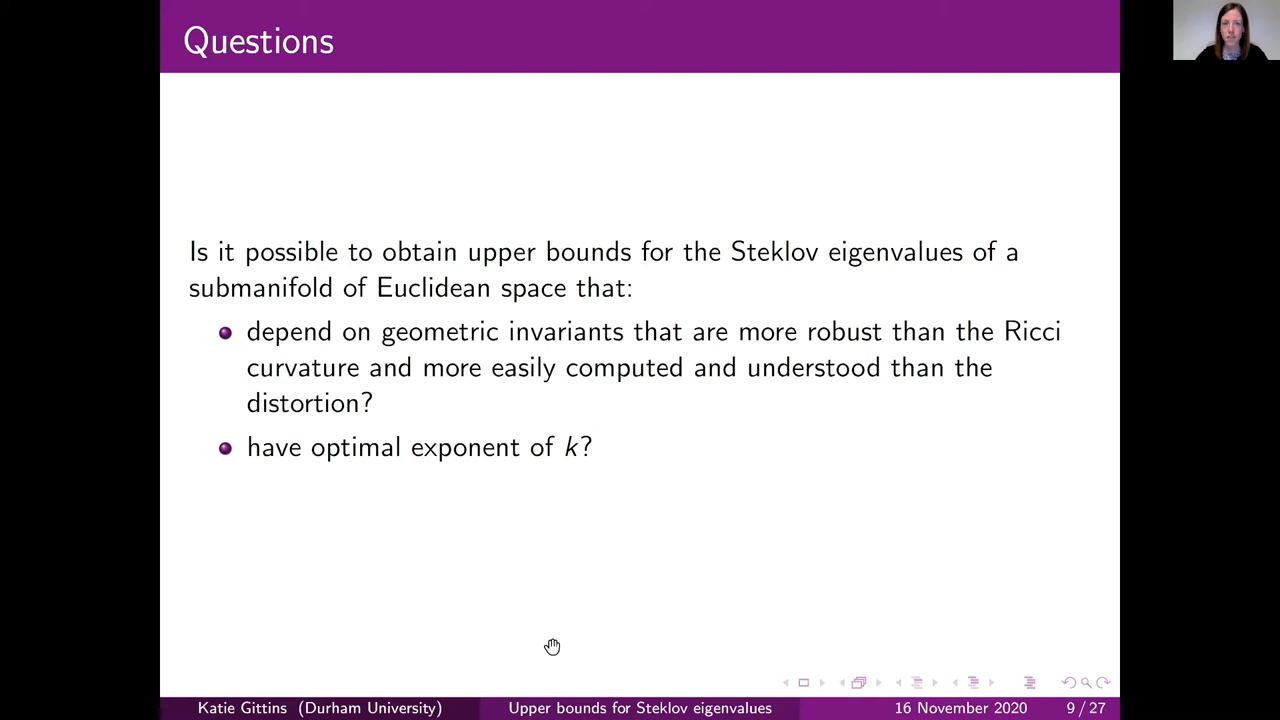 Questions
Is it possible to obtain upper bounds for the Steklov eigenvalues of a
submanifold of Euclidean space that:
depend on geometric invariants that are more robust than the Ricci
curvature and more easily computed and understood than the
distortion?
have optimal exponent of k?
Katie Gittins (Durham University) Upper bounds for Steklov eigenvalues 16 November 2020 9 / 27